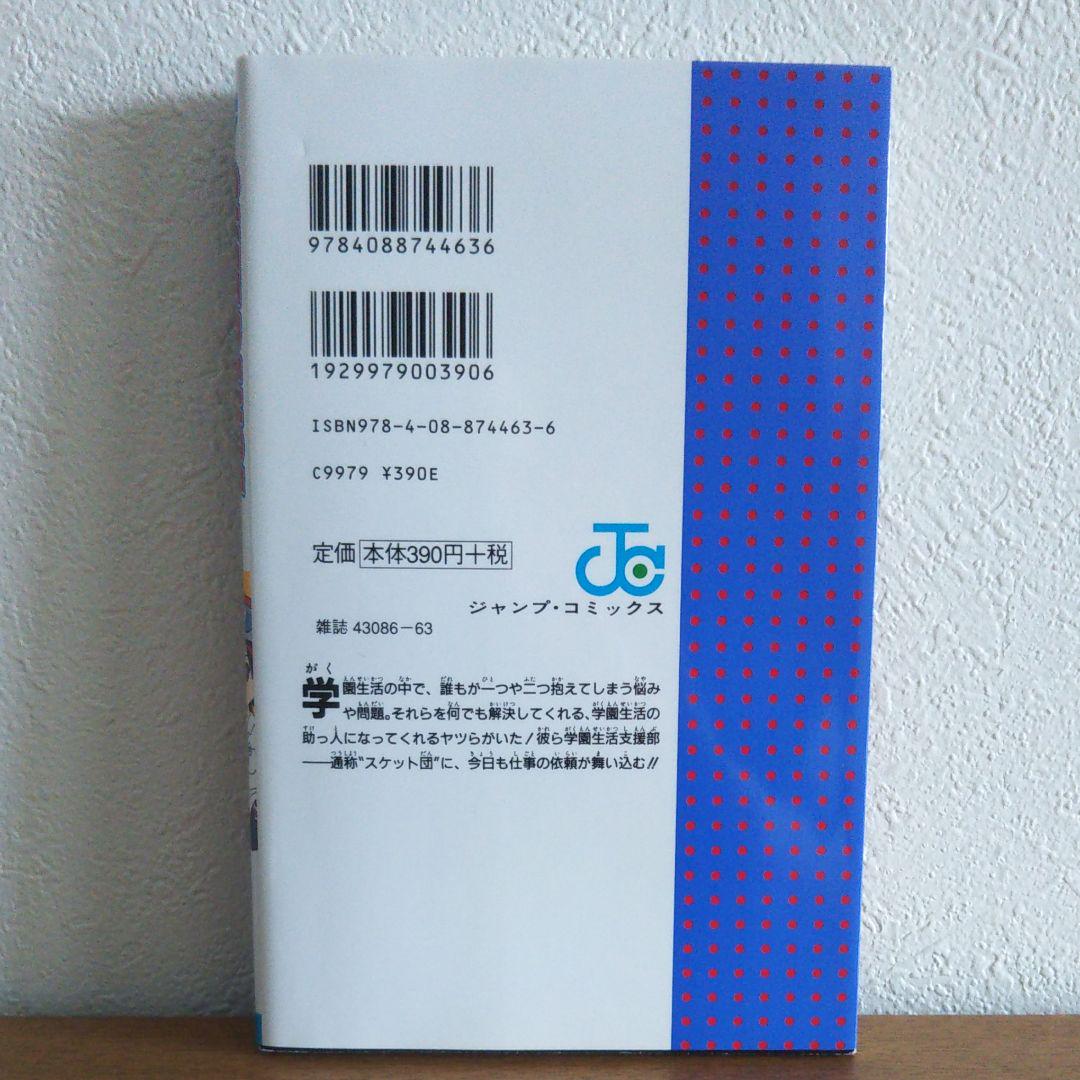 9784088744636
1929979003906
ISBN978-4-08-874463-6
C9979 ¥390E
定価 本体390円+税
JC
ジャンプ・コミックス
雑誌 43086-63
学園生活の中で、誰もが一つや二つ抱えてしまう悩み
や問題。それらを何でも解決してくれる、学園生活の
助っ人になってくれるヤツらがいた!彼ら学園生活支援部
──通称"スケット団"に、今日も仕事の依頼が舞い込む!!